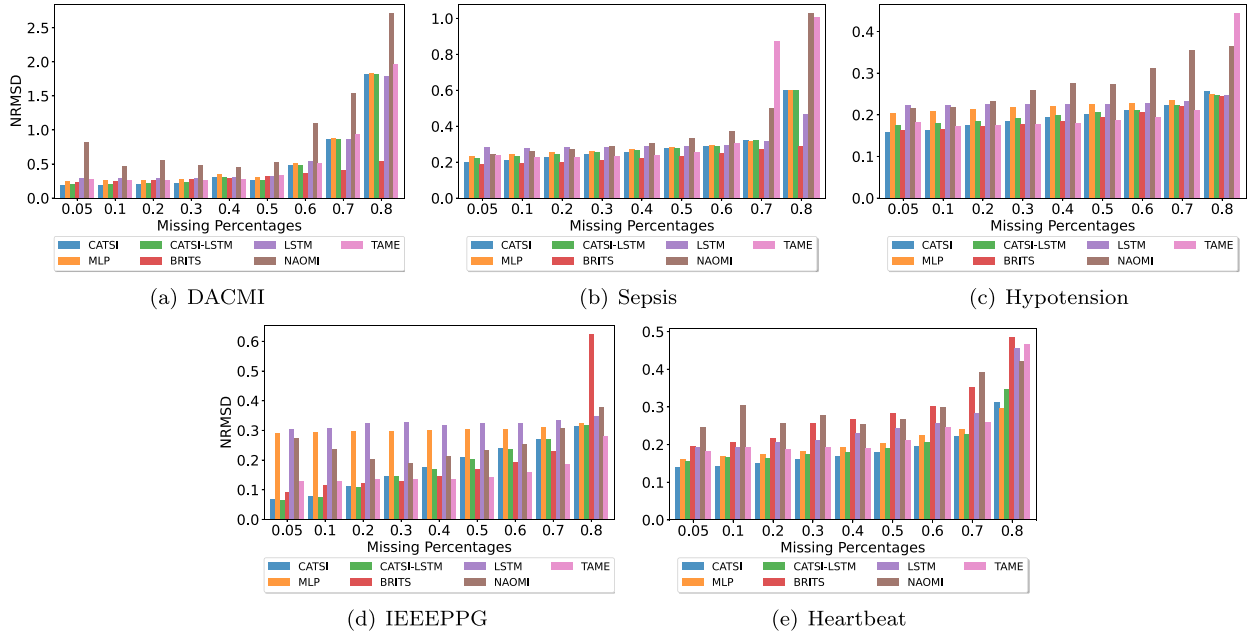 NRMSD
2.5
2.0
1.5
1.0
0.5
0.0
0.05 0.1 0.2 0.3 0.4 0.5 0.6 0.7 0.8
Missing Percentages
CATSI CATSI-LSTM LSTM TAME
MLP BRITS NAOMI
(a) DACMI
1.0
0.8
0.6
0.4
0.2
0.0
0.05 0.1 0.2 0.3 0.4 0.5 0.6 0.7 0.8
Missing Percentages
CATSI CATSI-LSTM LSTM TAME
MLP BRITS NAOMI
(b) Sepsis
0.4
0.3
0.2
0.1
0.0
0.05 0.1 0.2 0.3 0.4 0.5 0.6 0.7 0.8
Missing Percentages
CATSI CATSI-LSTM LSTM TAME
MLP BRITS NAOMI
(c) Hypotension
NRMSD
0.6
0.5
0.4
0.3
0.2
0.1
0.0
0.05 0.1 0.2 0.3 0.4 0.5 0.6 0.7 0.8
Missing Percentages
CATSI CATSI-LSTM LSTM TAME
MLP BRITS NAOMI
(d) IEEEPPG
0.5
0.4
0.3
0.2
0.1
0.0
0.05 0.1 0.2 0.3 0.4 0.5 0.6 0.7 0.8
Missing Percentages
CATSI CATSI-LSTM LSTM TAME
MLP BRITS NAOMI
(e) Heartbeat